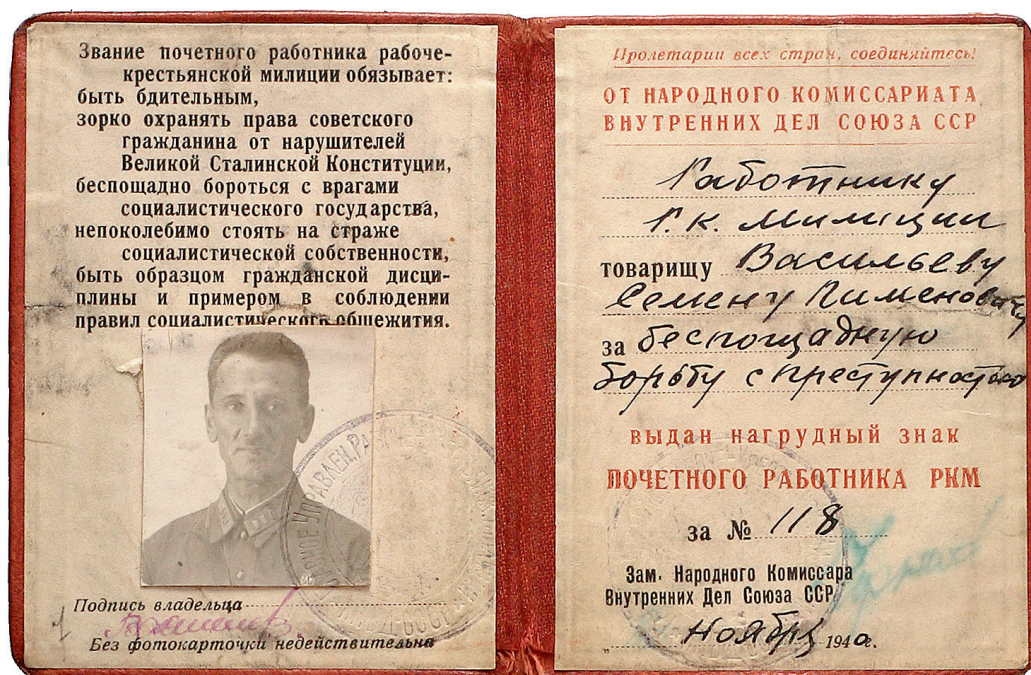 Звание почетного работника рабоче-
крестьянской милиции обязывает:
быть бдительным,
зорко охранять права советского
гражданина от нарушителей
Великой Сталинской Конституции,
беспощадно бороться с врагами
социалистического государства,
непоколебимо стоять на страже
социалистической собственности,
быть образцом гражданской дисци-
плины и примером в соблюдении
правил социалистического общежития.
Подпись владельца
Без фотокарточки недействительна
Пролетарии всех стран, соединяйтесь!
ОТ НАРОДНОГО КОМИССАРИАТА
ВНУТРЕННИХ ДЕЛ СОЮЗА ССР
Работнику
Р.К. Милиции
товарищу Васильеву
Семену Пименовичу
за беспощадную
борьбу с преступностью
выдан нагрудный знак
ПОЧЕТНОГО РАБОТНИКА РКМ
за № 118
Зам. Народного Комиссара
Внутренних Дел Союза ССР
"Ноября 1940г.